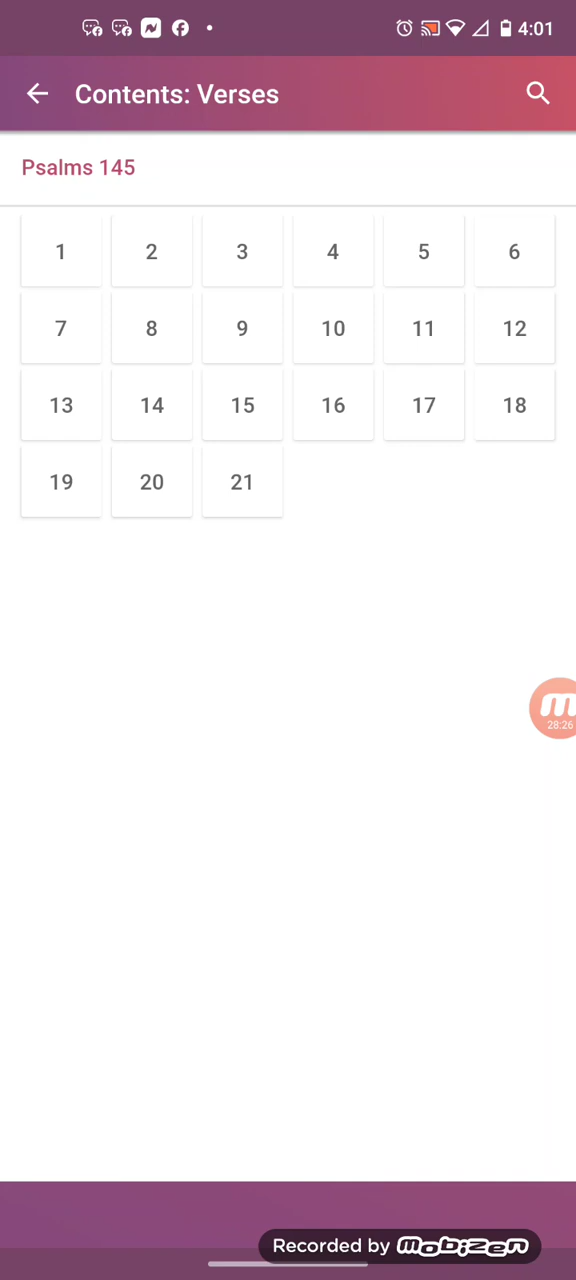 4:01
Contents: Verses
Psalms 145
1 2 3 4 5 6
7 8 9 10 11 12
13 14 15 16 17 18
19 20 21
m
28:26
Recorded by mobizen